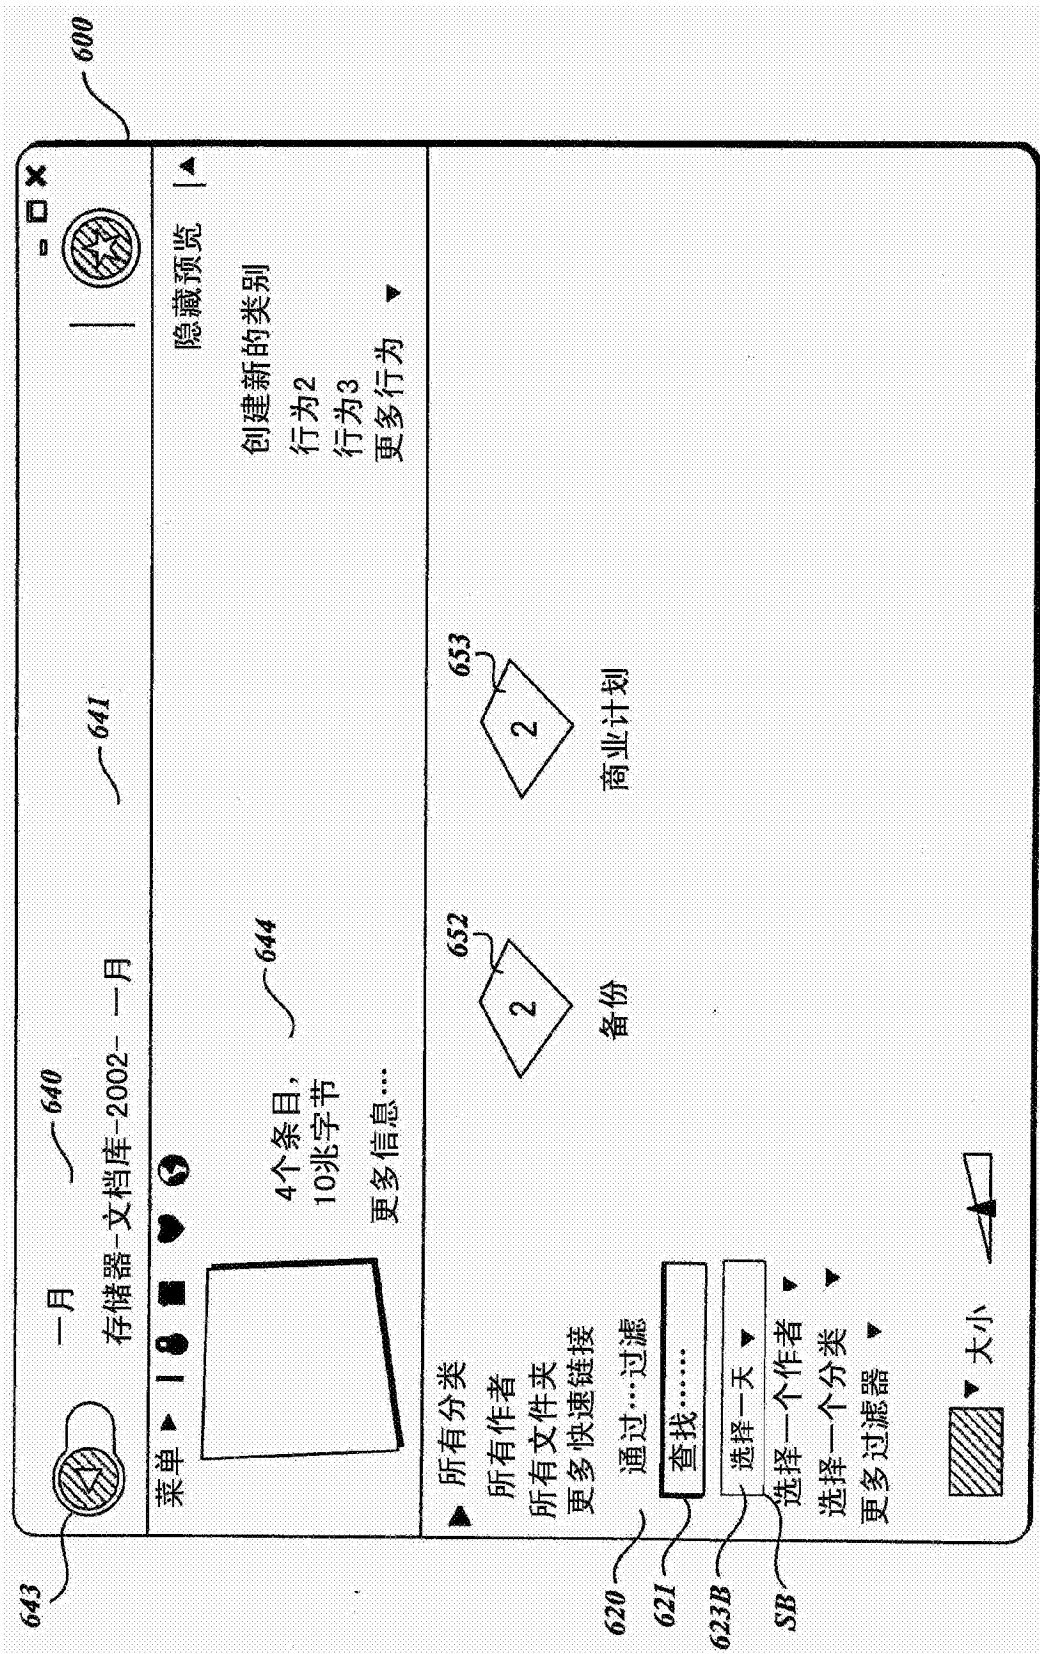 600
640
641
一月
存储器-文档库-2002- 一月
643
菜单
隐藏预览
644
4个条目,
10兆字节
更多信息…
创建新的类别
行为2
行为3
更多行为
所有分类
所有作者
所有文件夹
更多快速链接
652
2
备份
653
2
商业计划
620
通过…过滤
621
查找……
623B
选择一天
SB
选择一个作者
选择一个分类
更多过滤器
大小